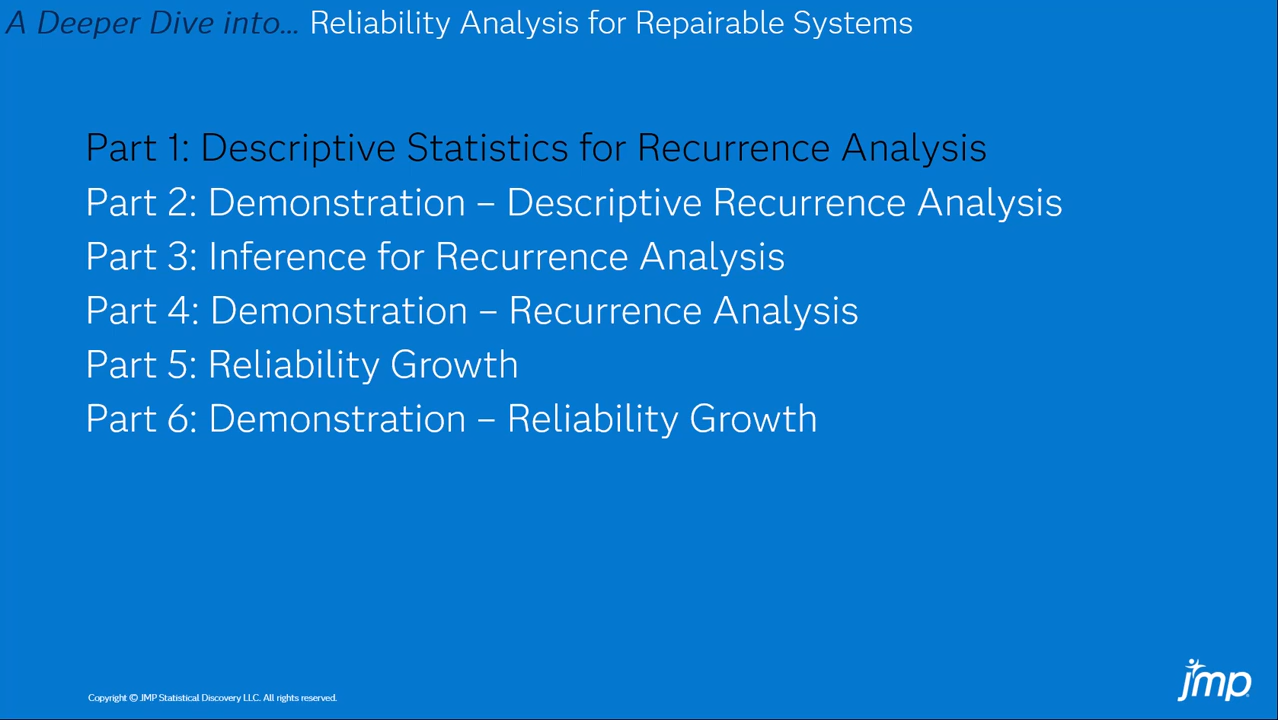 A Deeper Dive into... Reliability Analysis for Repairable Systems
Part 1: Descriptive Statistics for Recurrence Analysis
Part 2: Demonstration – Descriptive Recurrence Analysis
Part 3: Inference for Recurrence Analysis
Part 4: Demonstration – Recurrence Analysis
Part 5: Reliability Growth
Part 6: Demonstration – Reliability Growth
Copyright © JMP Statistical Discovery LLC. All rights reserved.
jmp